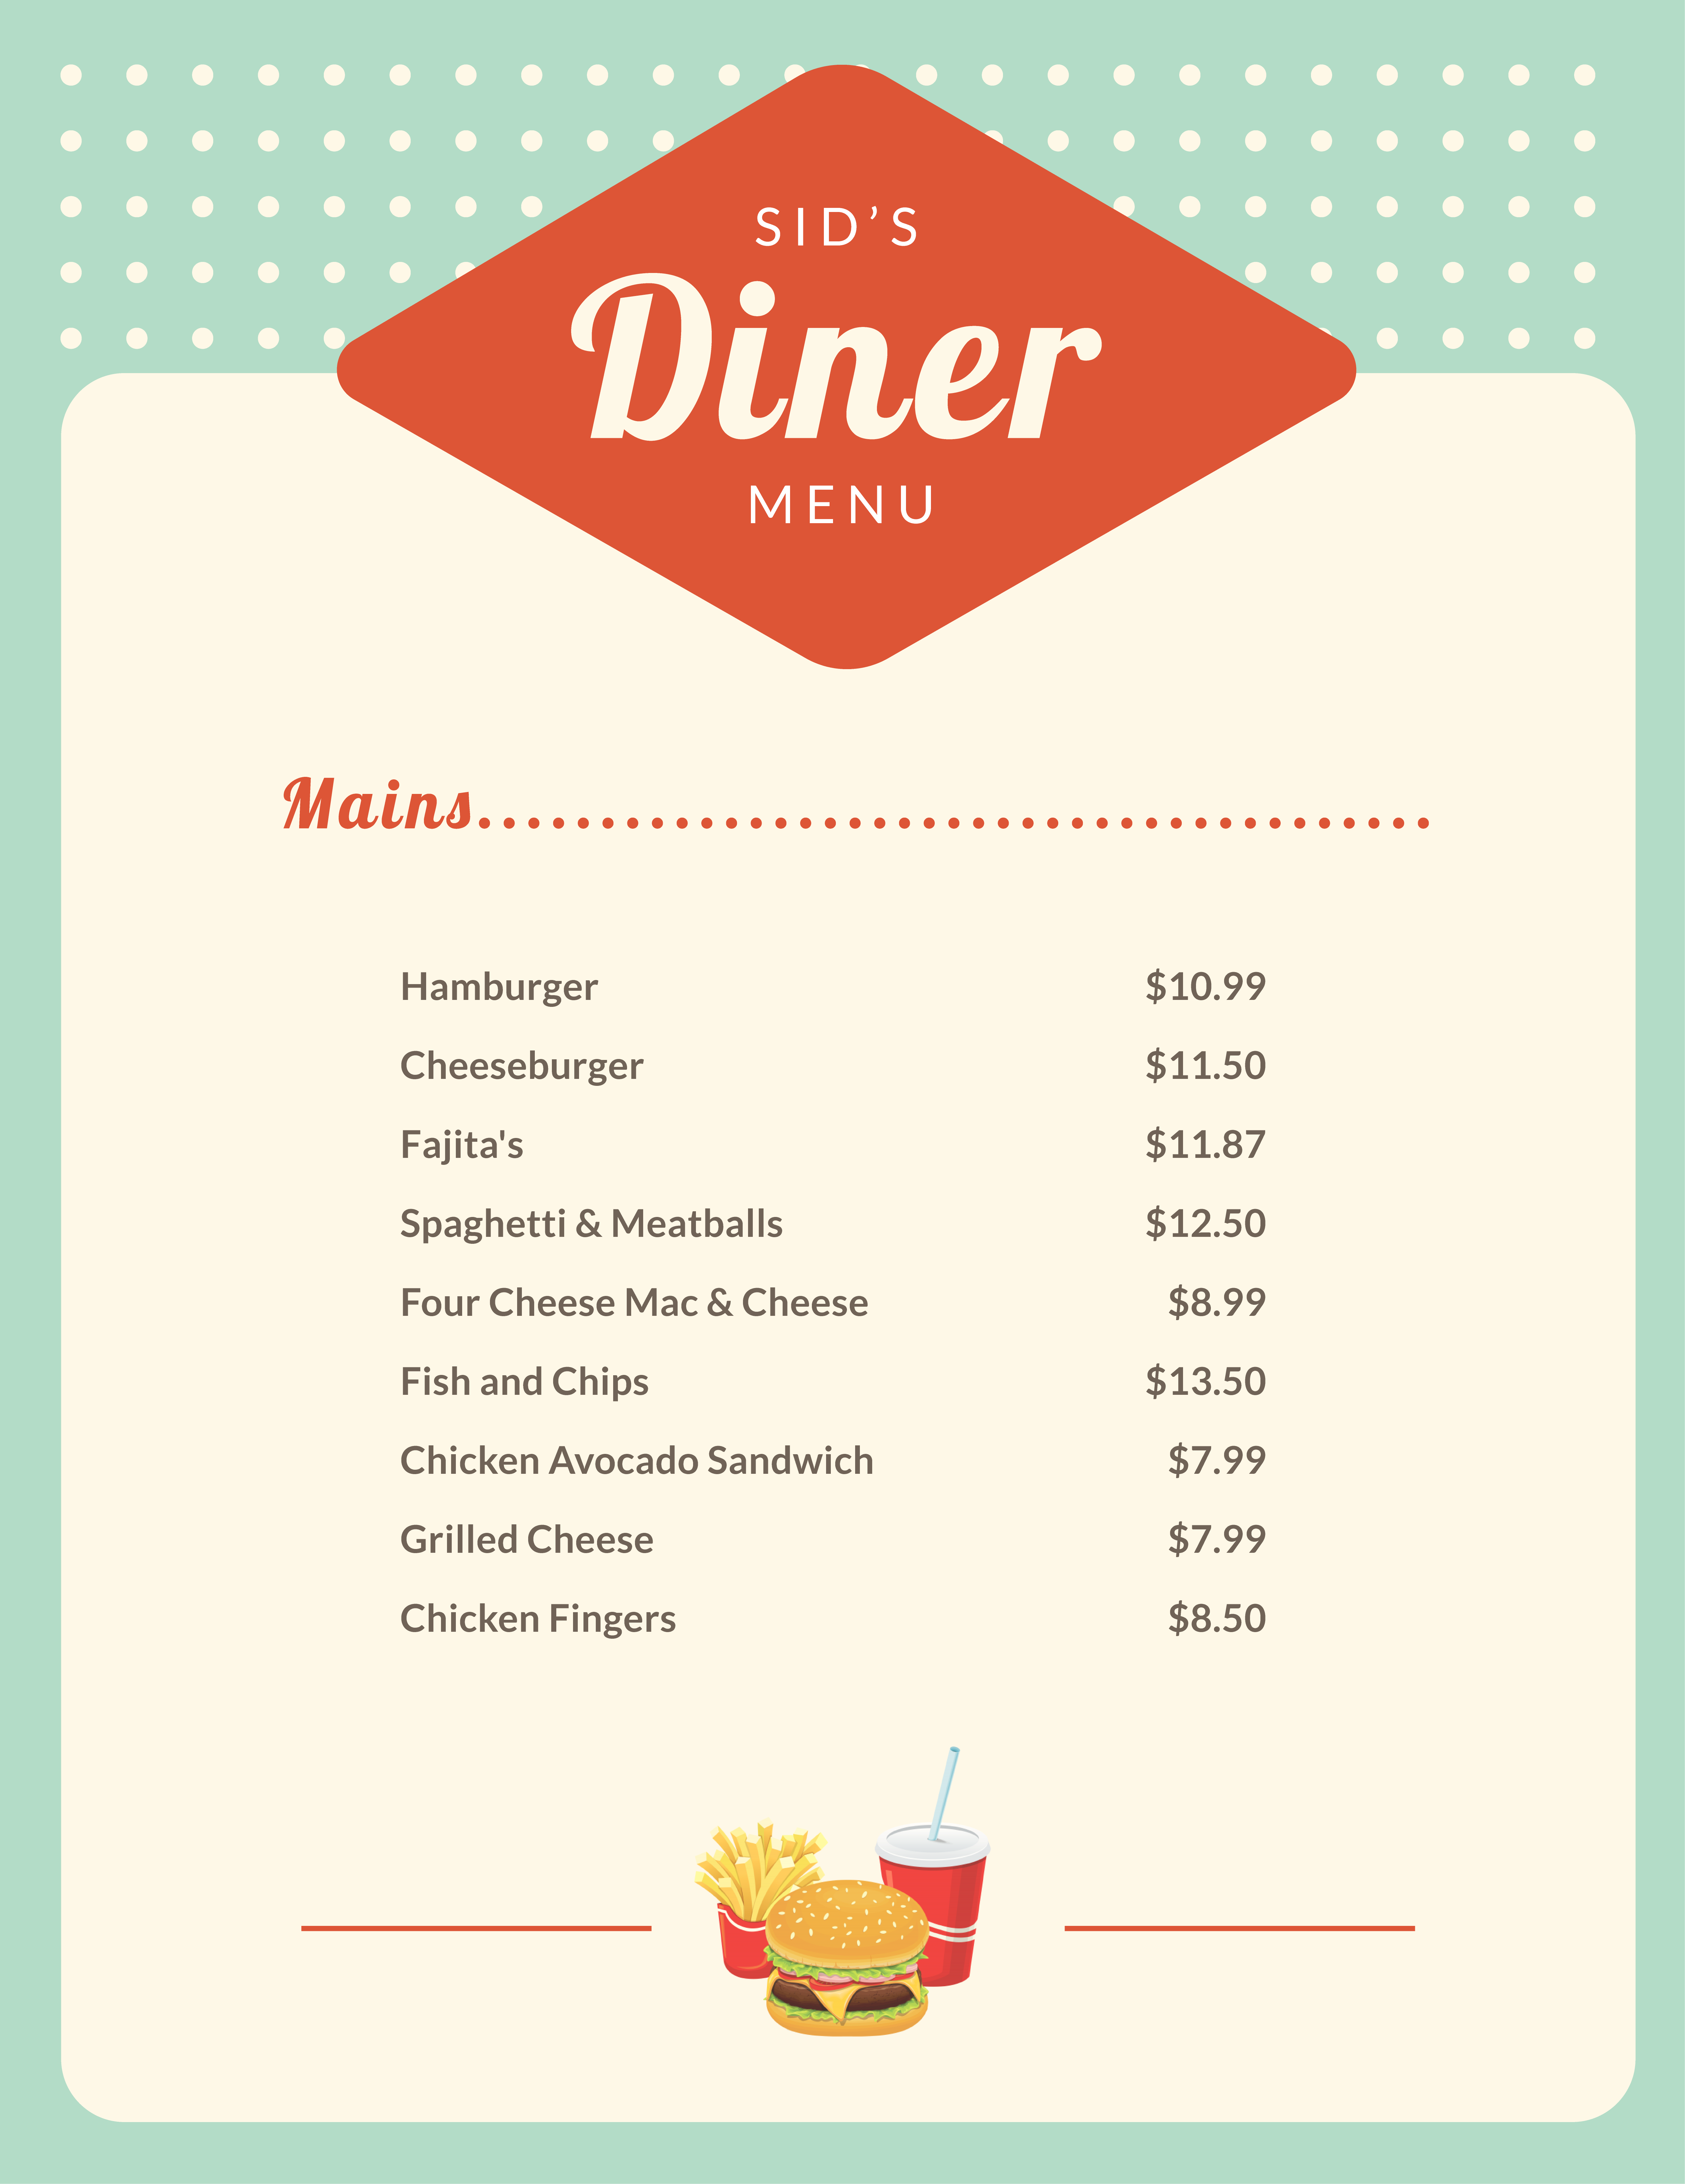 SID’S
Diner
MENU
Mains
Hamburger $10.99
Cheeseburger $11.50
Fajita's $11.87
Spaghetti & Meatballs $12.50
Four Cheese Mac & Cheese $8.99
Fish and Chips $13.50
Chicken Avocado Sandwich $7.99
Grilled Cheese $7.99
Chicken Fingers $8.50